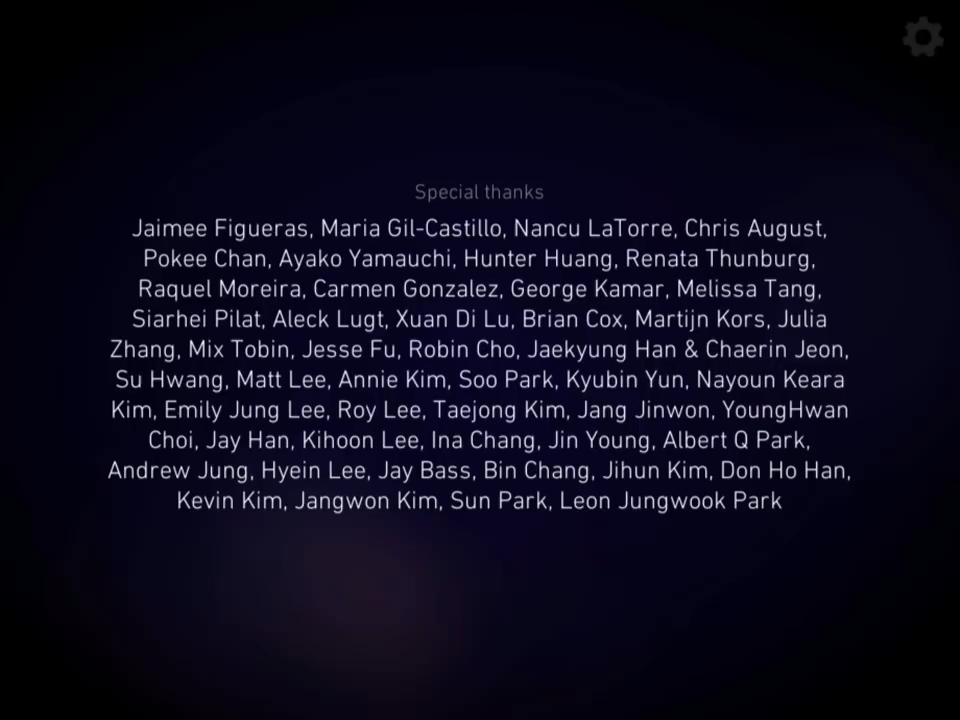 Special thanks
Jaimee Figueras, Maria Gil-Castillo, Nancu LaTorre, Chris August,
Pokee Chan, Ayako Yamauchi, Hunter Huang, Renata Thunburg,
Raquel Moreira, Carmen Gonzalez, George Kamar, Melissa Tang,
Siarhei Pilat, Aleck Lugt, Xuan Di Lu, Brian Cox, Martijn Kors, Julia
Zhang, Mix Tobin, Jesse Fu, Robin Cho, Jaekyung Han & Chaerin Jeon,
Su Hwang, Matt Lee, Annie Kim, Soo Park, Kyubin Yun, Nayoun Keara
Kim, Emily Jung Lee, Roy Lee, Taejong Kim, Jang Jinwon, YoungHwan
Choi, Jay Han, Kihoon Lee, Ina Chang, Jin Young, Albert Q Park,
Andrew Jung, Hyein Lee, Jay Bass, Bin Chang, Jihun Kim, Don Ho Han,
Kevin Kim, Jangwon Kim, Sun Park, Leon Jungwook Park